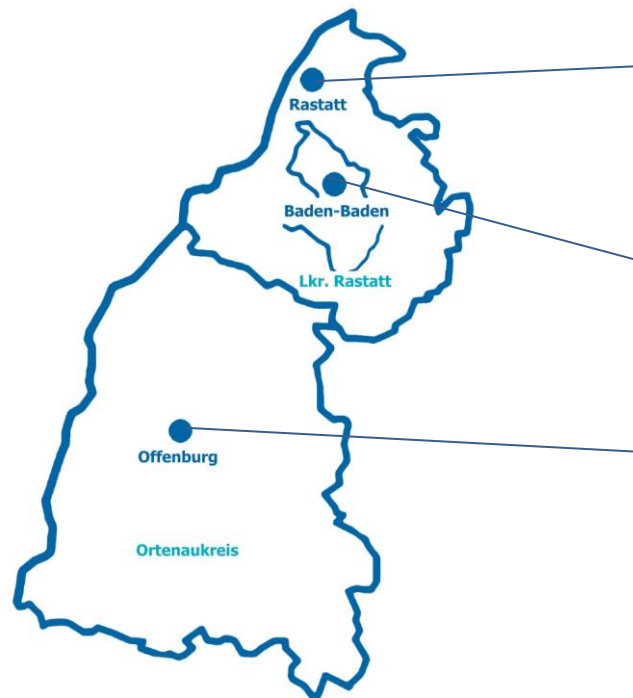 Rastatt
Baden-Baden
Lkr. Rastatt
Offenburg
Ortenaukreis